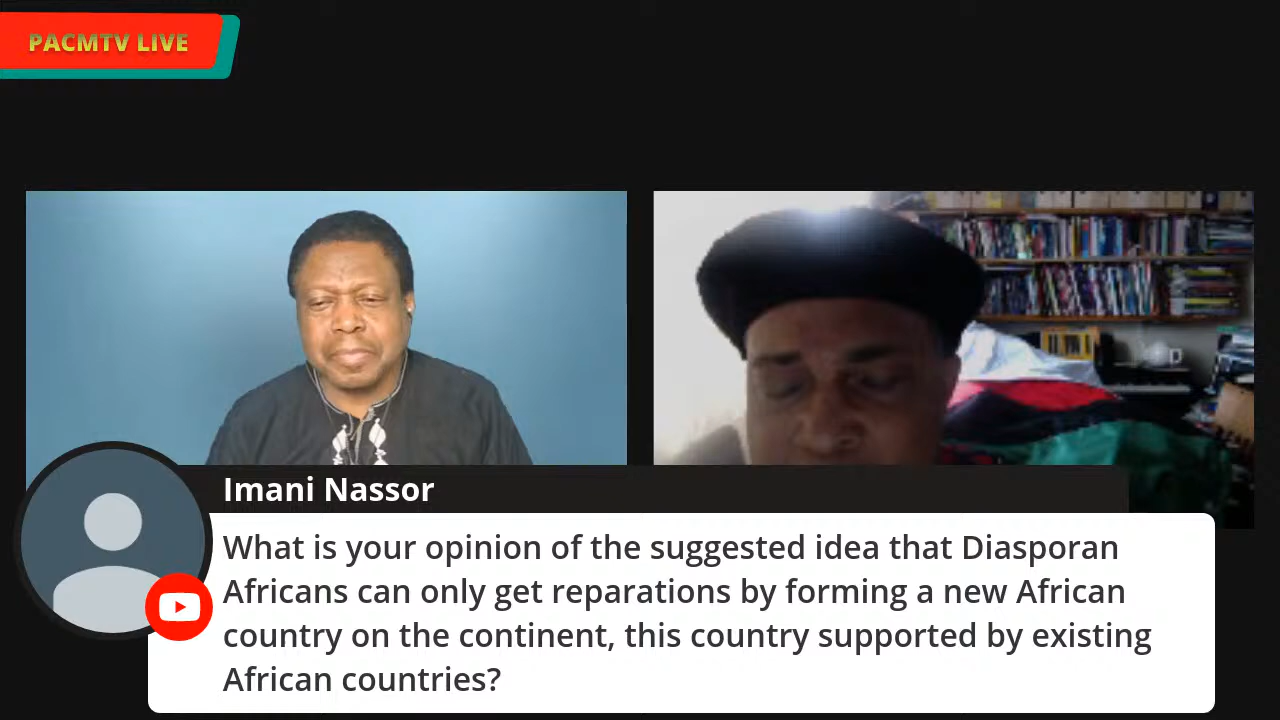 PACMTV LIVE
Imani Nassor
What is your opinion of the suggested idea that Diasporan
Africans can only get reparations by forming a new African
country on the continent, this country supported by existing
African countries?